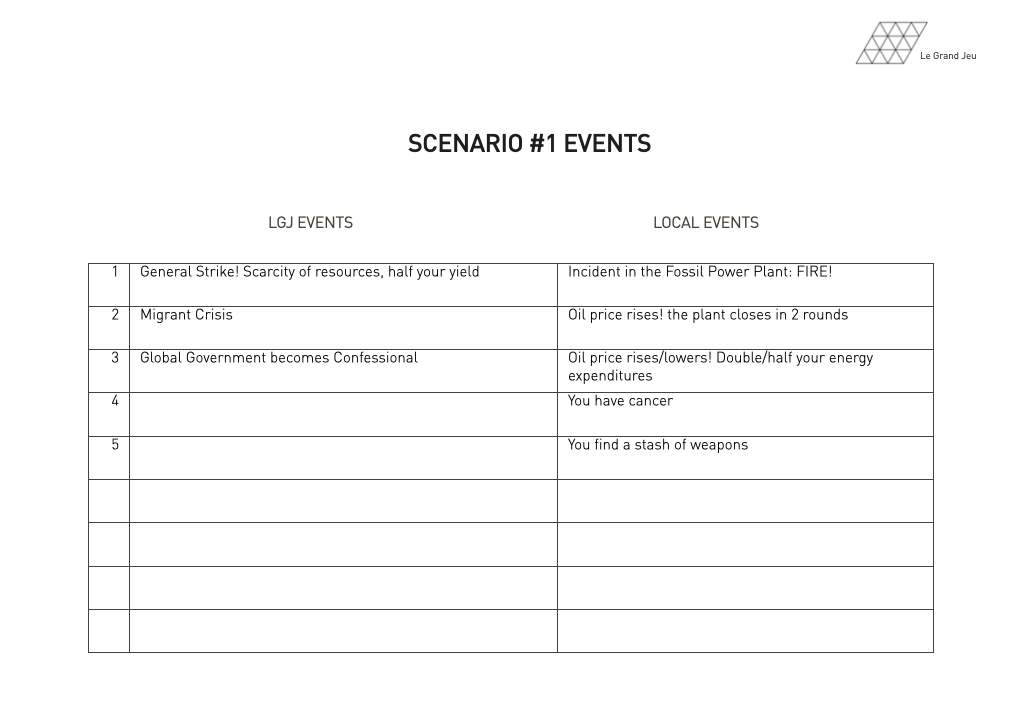 Le Grand Jeu
SCENARIO #1 EVENTS
LGJ EVENTS
LOCAL EVENTS
1
General Strike! Scarcity of resources, half your yield
Incident in the Fossil Power Plant: FIRE!
2
Migrant Crisis
Oil price rises! the plant closes in 2 rounds
3
Global Government becomes Confessional
Oil price rises/lowers! Double/half your energy
expenditures
4
You have cancer
5
You find a stash of weapons